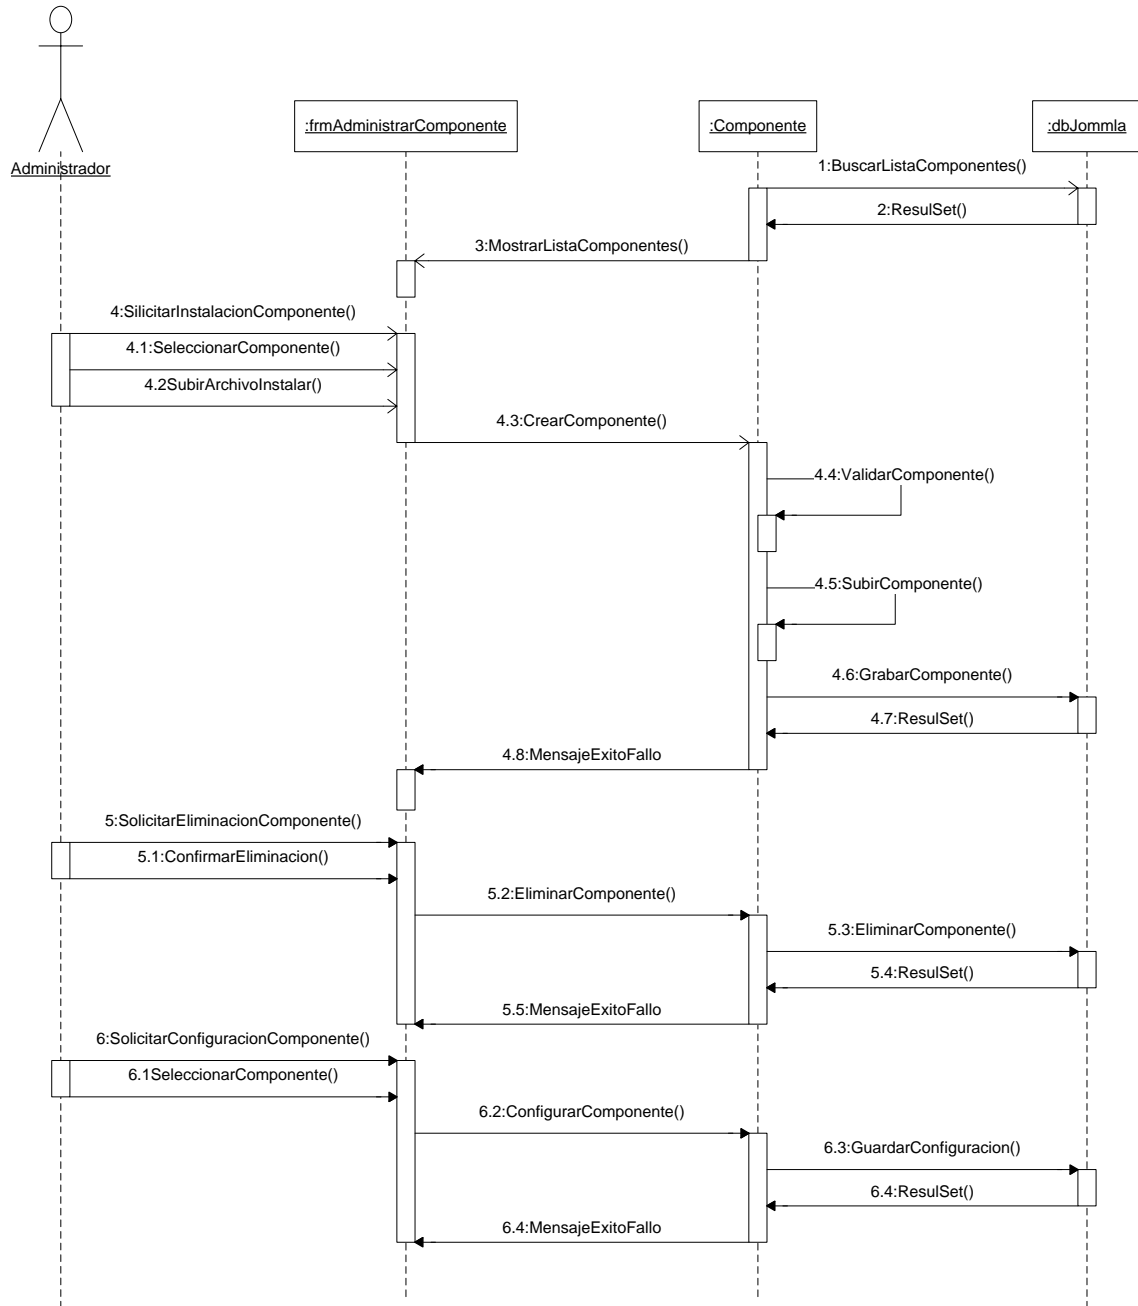 :frmAdministrarComponente
:Componente
:dbJommla
Administrador
1:BuscarListaComponentes()
2:ResulSet()
3:MostrarListaComponentes()
4:SilicitarInstalacionComponente()
4.1:SeleccionarComponente()
4.2SubirArchivoInstalar()
4.3:CrearComponente()
4.4:ValidarComponente()
4.5:SubirComponente()
4.6:GrabarComponente()
4.7:ResulSet()
4.8:MensajeExitoFallo
5:SolicitarEliminacionComponente()
5.1:ConfirmarEliminacion()
5.2:EliminarComponente()
5.3:EliminarComponente()
5.4:ResulSet()
5.5:MensajeExitoFallo
6:SolicitarConfiguracionComponente()
6.1SeleccionarComponente()
6.2:ConfigurarComponente()
6.3:GuardarConfiguracion()
6.4:ResulSet()
6.4:MensajeExitoFallo